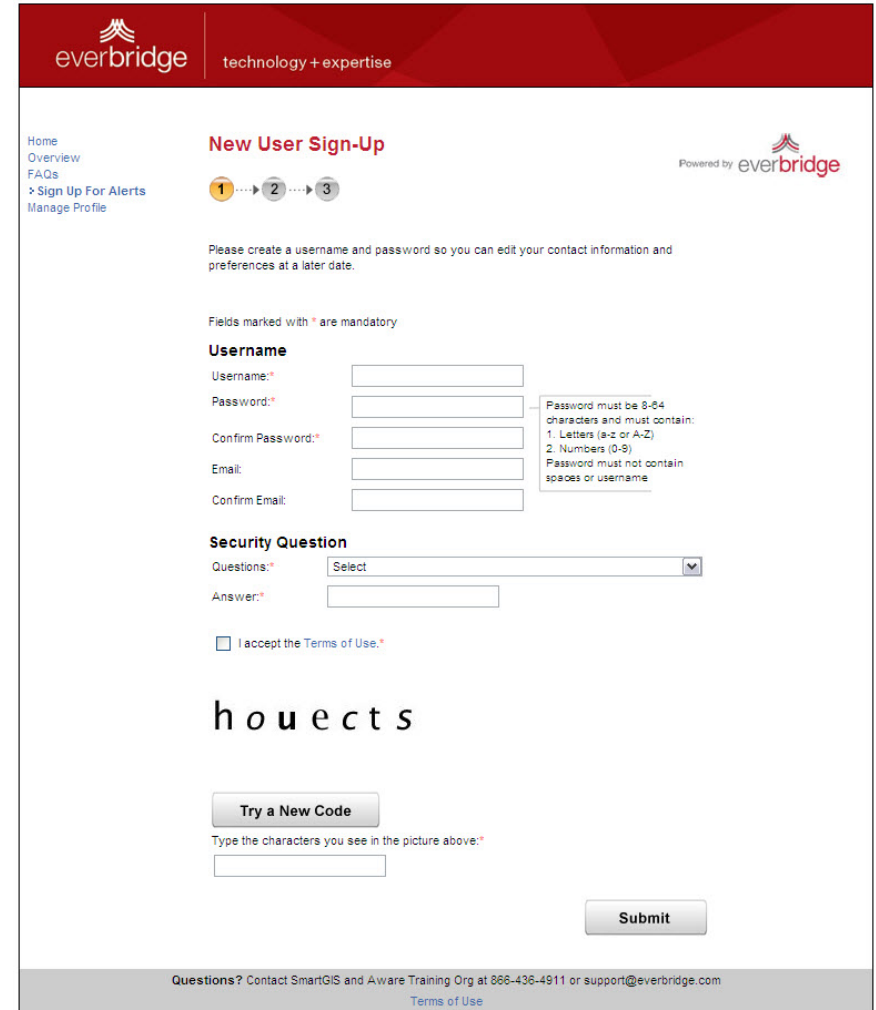 everbridge
technology+expertise
Home
Overview
FAQs
Sign Up For Alerts
Manage Profile
New User Sign-Up
Powered by everbridge
1 2 3
Please create a username and password so you can edit your contact information and
preferences at a later date.
Fields marked with * are mandatory
Username
Username:*
Password:*
Password must be 8-64
characters and must contain:
1. Letters (a-z or A-Z)
2. Numbers (0-9)
Password must not contain
spaces or username
Confirm Password:*
Email:
Confirm Email:
Security Question
Questions:* Select
Answer:*
I accept the Terms of Use.*
houects
Try a New Code
Type the characters you see in the picture above:*
Submit
Questions? Contact SmartGIS and Aware Training Org at 866-436-4911 or support@everbridge.com
Terms of Use